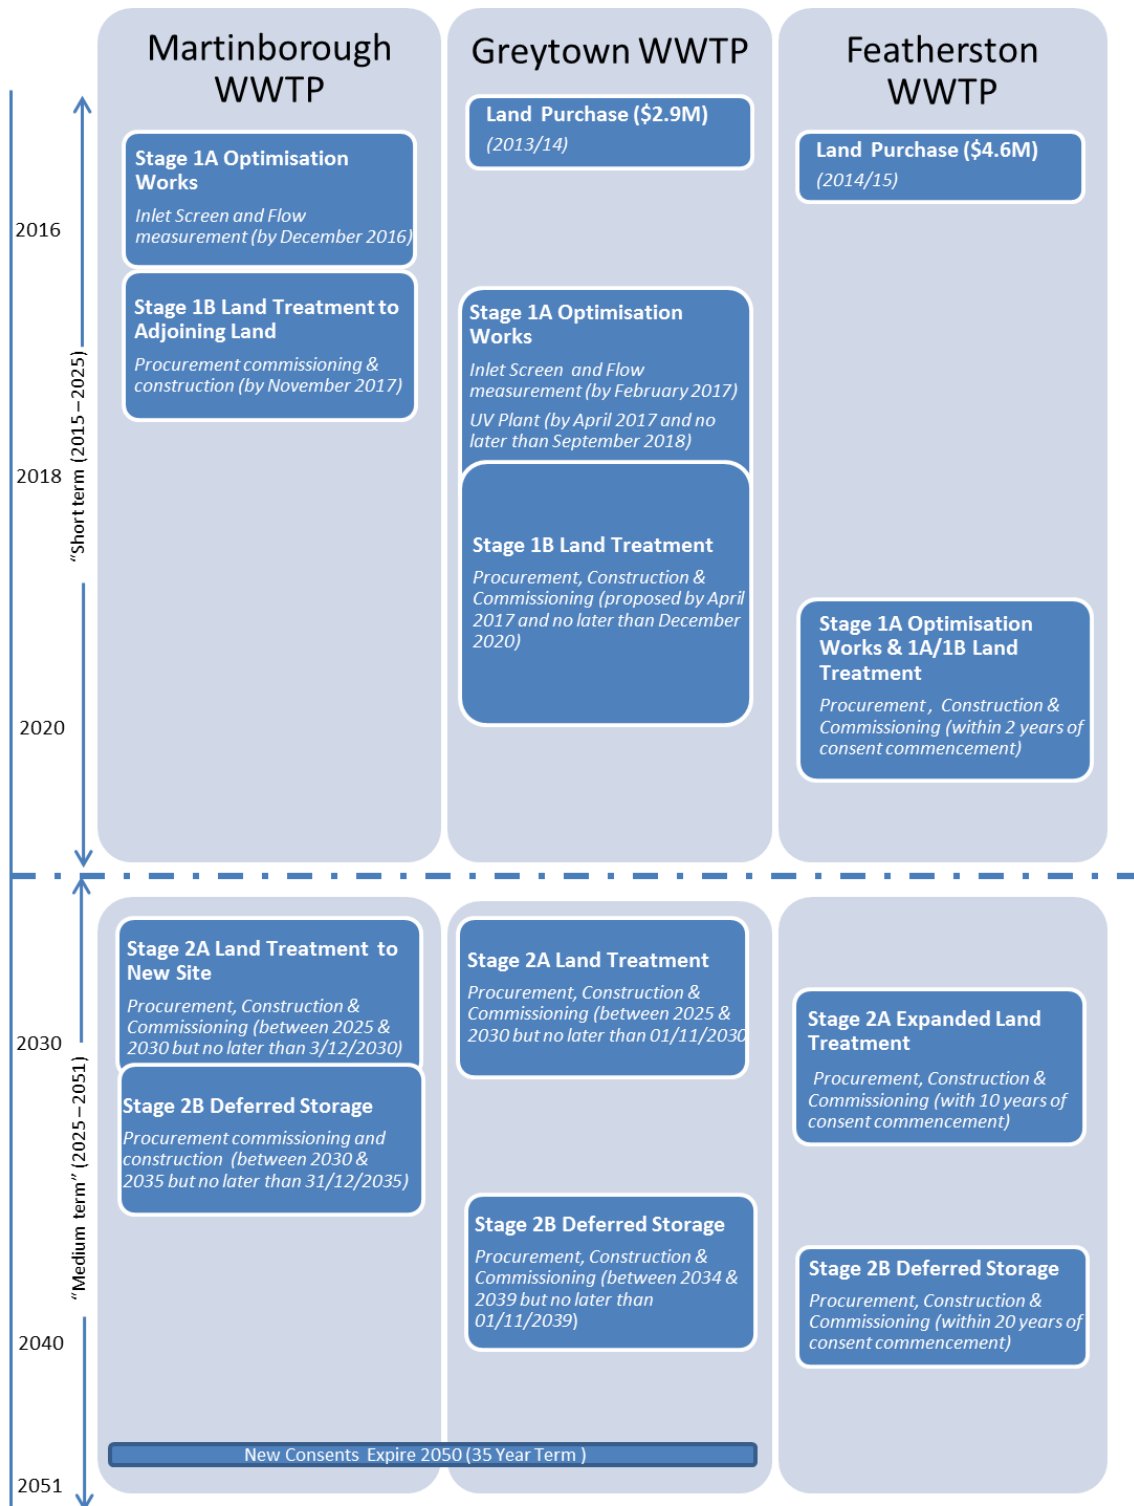 Martinborough
WWTP
Stage 1A Optimisation
Works
Inlet Screen and Flow
measurement (by December 2016)
Stage 1B Land Treatment to
Adjoining Land
Procurement commissioning &
construction (by November 2017)
Greytown WWTP
Land Purchase ($2.9M)
(2013/14)
Stage 1A Optimisation
Works
Inlet Screen and Flow
measurement (by February 2017)
UV Plant (by April 2017 and no
later than September 2018)
Stage 1B Land Treatment
Procurement, Construction &
Commissioning (proposed by April
2017 and no later than December
2020)
Featherston
WWTP
Land Purchase ($4.6M)
(2014/15)
Stage 1A Optimisation
Works & 1A/1B Land
Treatment
Procurement , Construction &
Commissioning (within 2 years of
consent commencement)
2016
2018
2020
"Short term (2015–2025)
Stage 2A Land Treatment to
New Site
Procurement, Construction &
Commissioning (between 2025 &
2030 but no later than 3/12/2030)
Stage 2B Deferred Storage
Procurement commissioning and
construction (between 2030 &
2035 but no later than 31/12/2035)
Stage 2A Land Treatment
Procurement, Construction &
Commissioning (between 2025 &
2030 but no later than 01/11/2030
Stage 2B Deferred Storage
Procurement, Construction &
Commissioning (between 2034 &
2039 but no later than
01/11/2039)
Stage 2A Expanded Land
Treatment
Procurement, Construction &
Commissioning (with 10 years of
consent commencement)
Stage 2B Deferred Storage
Procurement, Construction &
Commissioning (within 20 years of
consent commencement)
2030
2040
2051
"Medium term" (2025–2051)
New Consents Expire 2050 (35 Year Term )